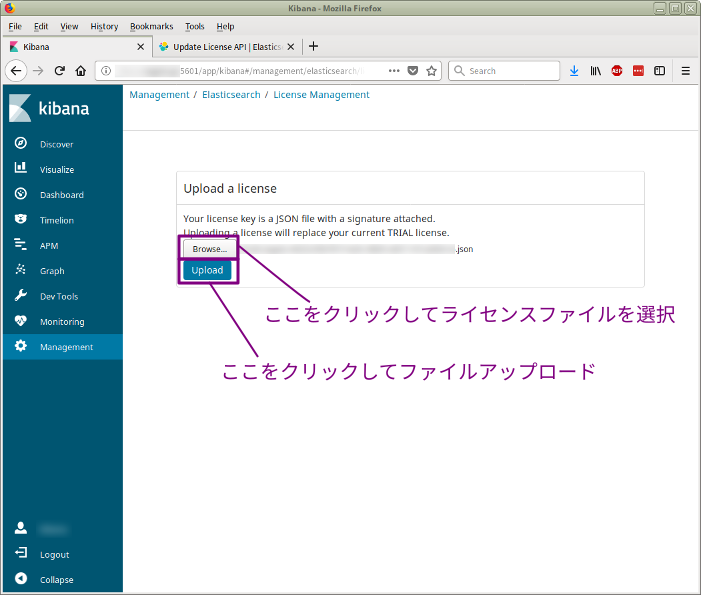 Kibana - Mozilla Firefox
File Edit View History Bookmarks Tools Help
Kibana
Update License API | Elastics
5601/app/kibana#/management/elasticsearch/
Search
ABP
kibana
Management / Elasticsearch / License Management
Discover
Visualize
Dashboard
Timelion
APM
Graph
Dev Tools
Monitoring
Management
Upload a license
Your license key is a JSON file with a signature attached.
Uploading a license will replace your current TRIAL license.
Browse... .json
Upload
ここをクリックしてライセンスファイルを選択
ここをクリックしてファイルアップロード
Logout
Collapse